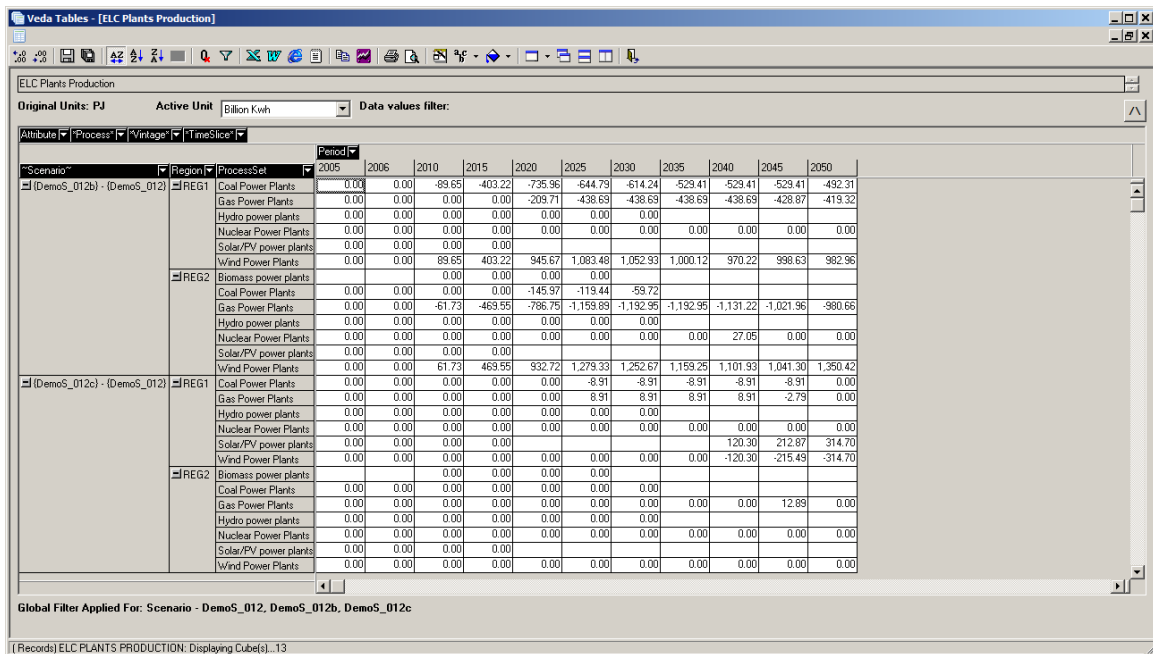 Veda Tables - [ELC Plants Production]
ELC Plants Production
Original Units: PJ Active Unit Billion Kwh Data values filter:
Attribute *Process* *Vintage* *TimeSlice*
Period
~Scenario~ Region ProcessSet 2005 2006 2010 2015 2020 2025 2030 2035 2040 2045 2050
{DemoS_012b} - {DemoS_012} REG1 Coal Power Plants 0.00 0.00 -89.65 -403.22 -735.96 -644.79 -614.24 -529.41 -529.41 -529.41 -492.31
Gas Power Plants 0.00 0.00 0.00 0.00 -209.71 -438.69 -438.69 -438.69 -438.69 -428.87 -419.32
Hydro power plants 0.00 0.00 0.00 0.00 0.00 0.00 0.00
Nuclear Power Plants 0.00 0.00 0.00 0.00 0.00 0.00 0.00 0.00 0.00 0.00 0.00
Solar/PV power plants 0.00 0.00 0.00 0.00
Wind Power Plants 0.00 0.00 89.65 403.22 945.67 1,083.48 1,052.93 1,000.12 970.22 998.63 982.96
REG2 Biomass power plants 0.00 0.00 0.00 0.00
Coal Power Plants 0.00 0.00 0.00 0.00 -145.97 -119.44 -59.72
Gas Power Plants 0.00 0.00 -61.73 -469.55 -786.75 -1,159.89 -1,192.95 -1,192.95 -1,131.22 -1,021.96 -980.66
Hydro power plants 0.00 0.00 0.00 0.00 0.00 0.00 0.00
Nuclear Power Plants 0.00 0.00 0.00 0.00 0.00 0.00 0.00 0.00 27.05 0.00 0.00
Solar/PV power plants 0.00 0.00 0.00 0.00
Wind Power Plants 0.00 0.00 61.73 469.55 932.72 1,279.33 1,252.67 1,159.25 1,101.93 1,041.30 1,350.42
{DemoS_012c} - {DemoS_012} REG1 Coal Power Plants 0.00 0.00 0.00 0.00 0.00 -8.91 -8.91 -8.91 -8.91 -8.91 0.00
Gas Power Plants 0.00 0.00 0.00 0.00 0.00 8.91 8.91 8.91 8.91 -2.79 0.00
Hydro power plants 0.00 0.00 0.00 0.00 0.00 0.00 0.00
Nuclear Power Plants 0.00 0.00 0.00 0.00 0.00 0.00 0.00 0.00 0.00 0.00 0.00
Solar/PV power plants 0.00 0.00 0.00 0.00 120.30 212.87 314.70
Wind Power Plants 0.00 0.00 0.00 0.00 0.00 0.00 0.00 0.00 -120.30 -215.49 -314.70
REG2 Biomass power plants 0.00 0.00 0.00 0.00
Coal Power Plants 0.00 0.00 0.00 0.00 0.00 0.00 0.00
Gas Power Plants 0.00 0.00 0.00 0.00 0.00 0.00 0.00 0.00 0.00 12.89 0.00
Hydro power plants 0.00 0.00 0.00 0.00 0.00 0.00 0.00
Nuclear Power Plants 0.00 0.00 0.00 0.00 0.00 0.00 0.00 0.00 0.00 0.00 0.00
Solar/PV power plants 0.00 0.00 0.00 0.00
Wind Power Plants 0.00 0.00 0.00 0.00 0.00 0.00 0.00 0.00 0.00 0.00 0.00
Global Filter Applied For: Scenario - DemoS_012, DemoS_012b, DemoS_012c
( Records) ELC PLANTS PRODUCTION: Displaying Cube(s)...13